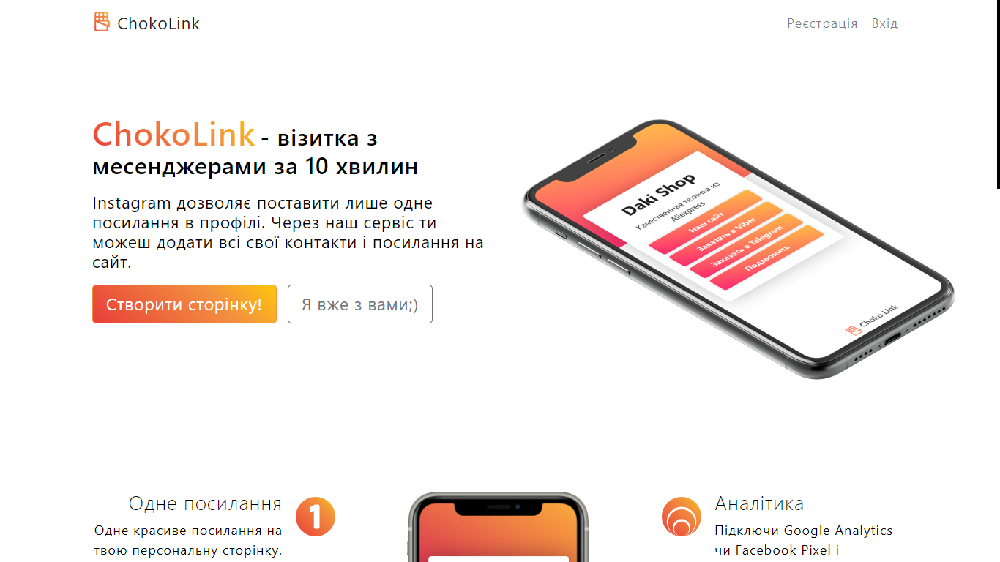 ChokoLink
Реєстрація Вхід
ChokoLink - візитка з
месенджерами за 10 хвилин
Instagram дозволяє поставити лише одне
посилання в профілі. Через наш сервіс ти
можеш додати всі свої контакти і посилання на
сайт.
Створити сторінку!
Я вже з вами;)
Daki Shop
Качественная техника из
Aliexpress
Наш сайт
Заказать в Viber
Заказать в Telegram
Подзвонить
Choko.Link
Одне посилання
Одне красиве посилання на
твою персональну сторінку.
1
Аналітика
Підключи Google Analytics
чи Facebook Pixel і